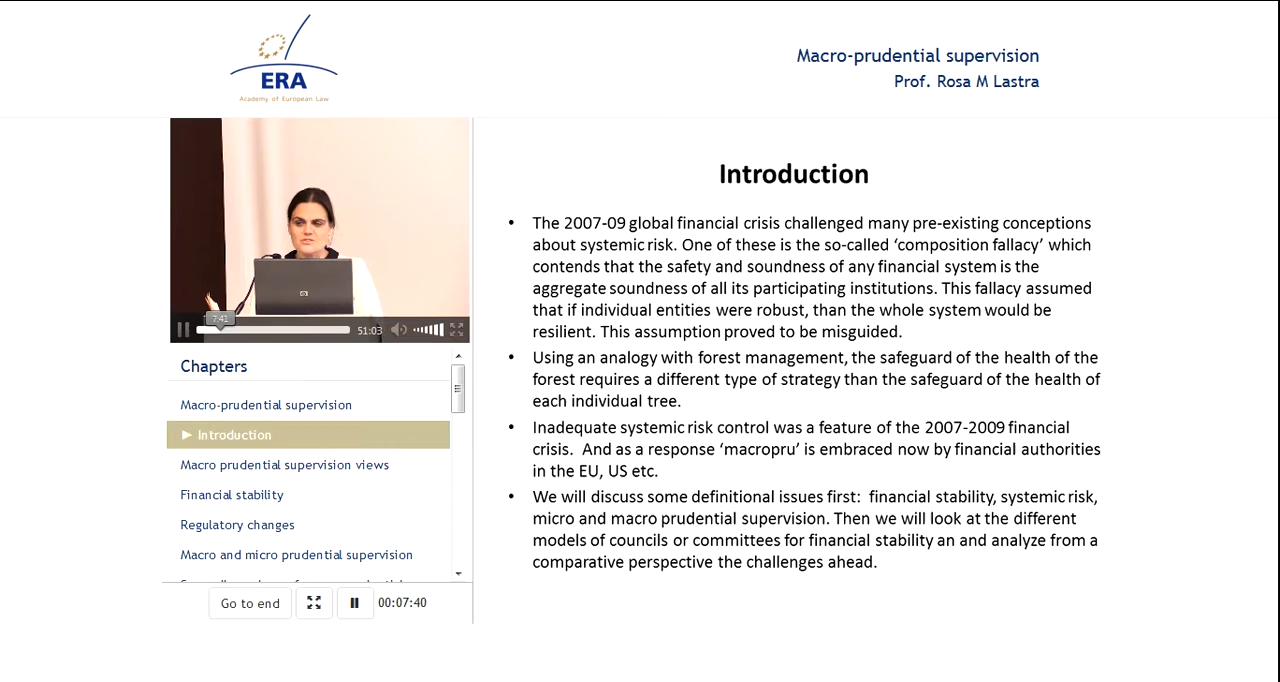 ERA
Academy of European Law
Macro-prudential supervision
Prof. Rosa M Lastra
7:41
51:03
Chapters
Macro-prudential supervision
Introduction
Macro prudential supervision views
Financial stability
Regulatory changes
Macro and micro prudential supervision
Go to end
00:07:40
Introduction
• The 2007-09 global financial crisis challenged many pre-existing conceptions
about systemic risk. One of these is the so-called ‘composition fallacy’ which
contends that the safety and soundness of any financial system is the
aggregate soundness of all its participating institutions. This fallacy assumed
that if individual entities were robust, than the whole system would be
resilient. This assumption proved to be misguided.
• Using an analogy with forest management, the safeguard of the health of the
forest requires a different type of strategy than the safeguard of the health of
each individual tree.
• Inadequate systemic risk control was a feature of the 2007-2009 financial
crisis. And as a response ‘macropru’ is embraced now by financial authorities
in the EU, US etc.
• We will discuss some definitional issues first: financial stability, systemic risk,
micro and macro prudential supervision. Then we will look at the different
models of councils or committees for financial stability an and analyze from a
comparative perspective the challenges ahead.